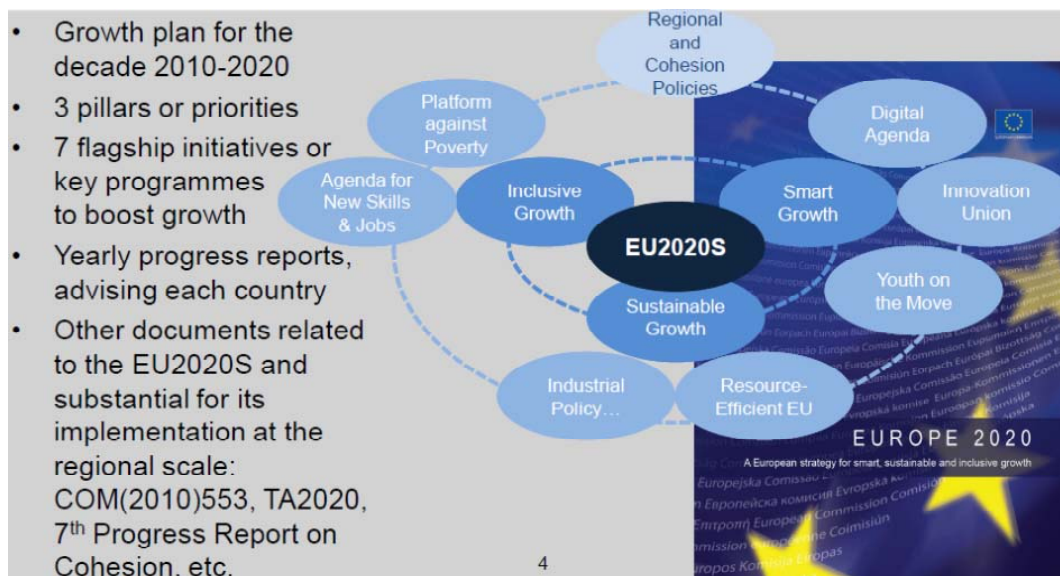 • Growth plan for the
decade 2010-2020
• 3 pillars or priorities
• 7 flagship initiatives or
key programmes
to boost growth
• Yearly progress reports,
advising each country
• Other documents related
to the EU2020S and
substantial for its
implementation at the
regional scale:
COM(2010)553, TA2020,
7th Progress Report on
Cohesion, etc.
Regional
and
Cohesion
Policies
Platform
against
Poverty
Digital
Agenda
Agenda for
New Skills
& Jobs
Inclusive
Growth
Smart
Growth
Innovation
Union
EU2020S
Youth on
the Move
Sustainable
Growth
Industrial
Policy…
Resource-
Efficient EU
EUROPE 2020
A European strategy for smart, sustainable and inclusive growth
4